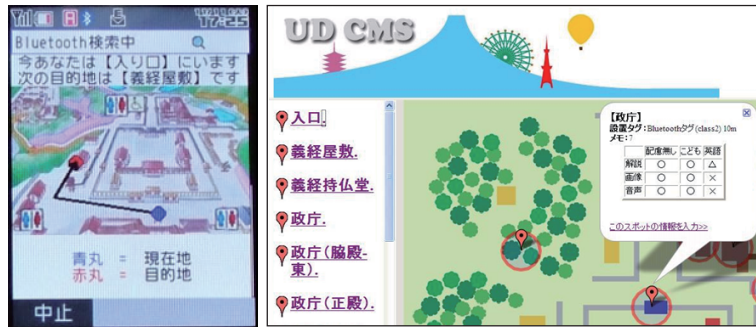 17:25
Bluetooth検索中
今あなたは【入り口】にいます
次の目的地は【義経屋敷】です
青丸 = 現在地
赤丸 = 目的地
中止
UD CMS
入口.
義経屋敷.
義経持仏堂.
政庁.
政庁(脇殿-
東).
政庁(正殿).
【政庁】
設置タグ:Bluetoothタグ(class2) 10m
メモ:7
配慮無し こども 英語
解説 ○ ○ △
画像 ○ ○ ×
音声 ○ ○ ×
このスポットの情報を入力>>